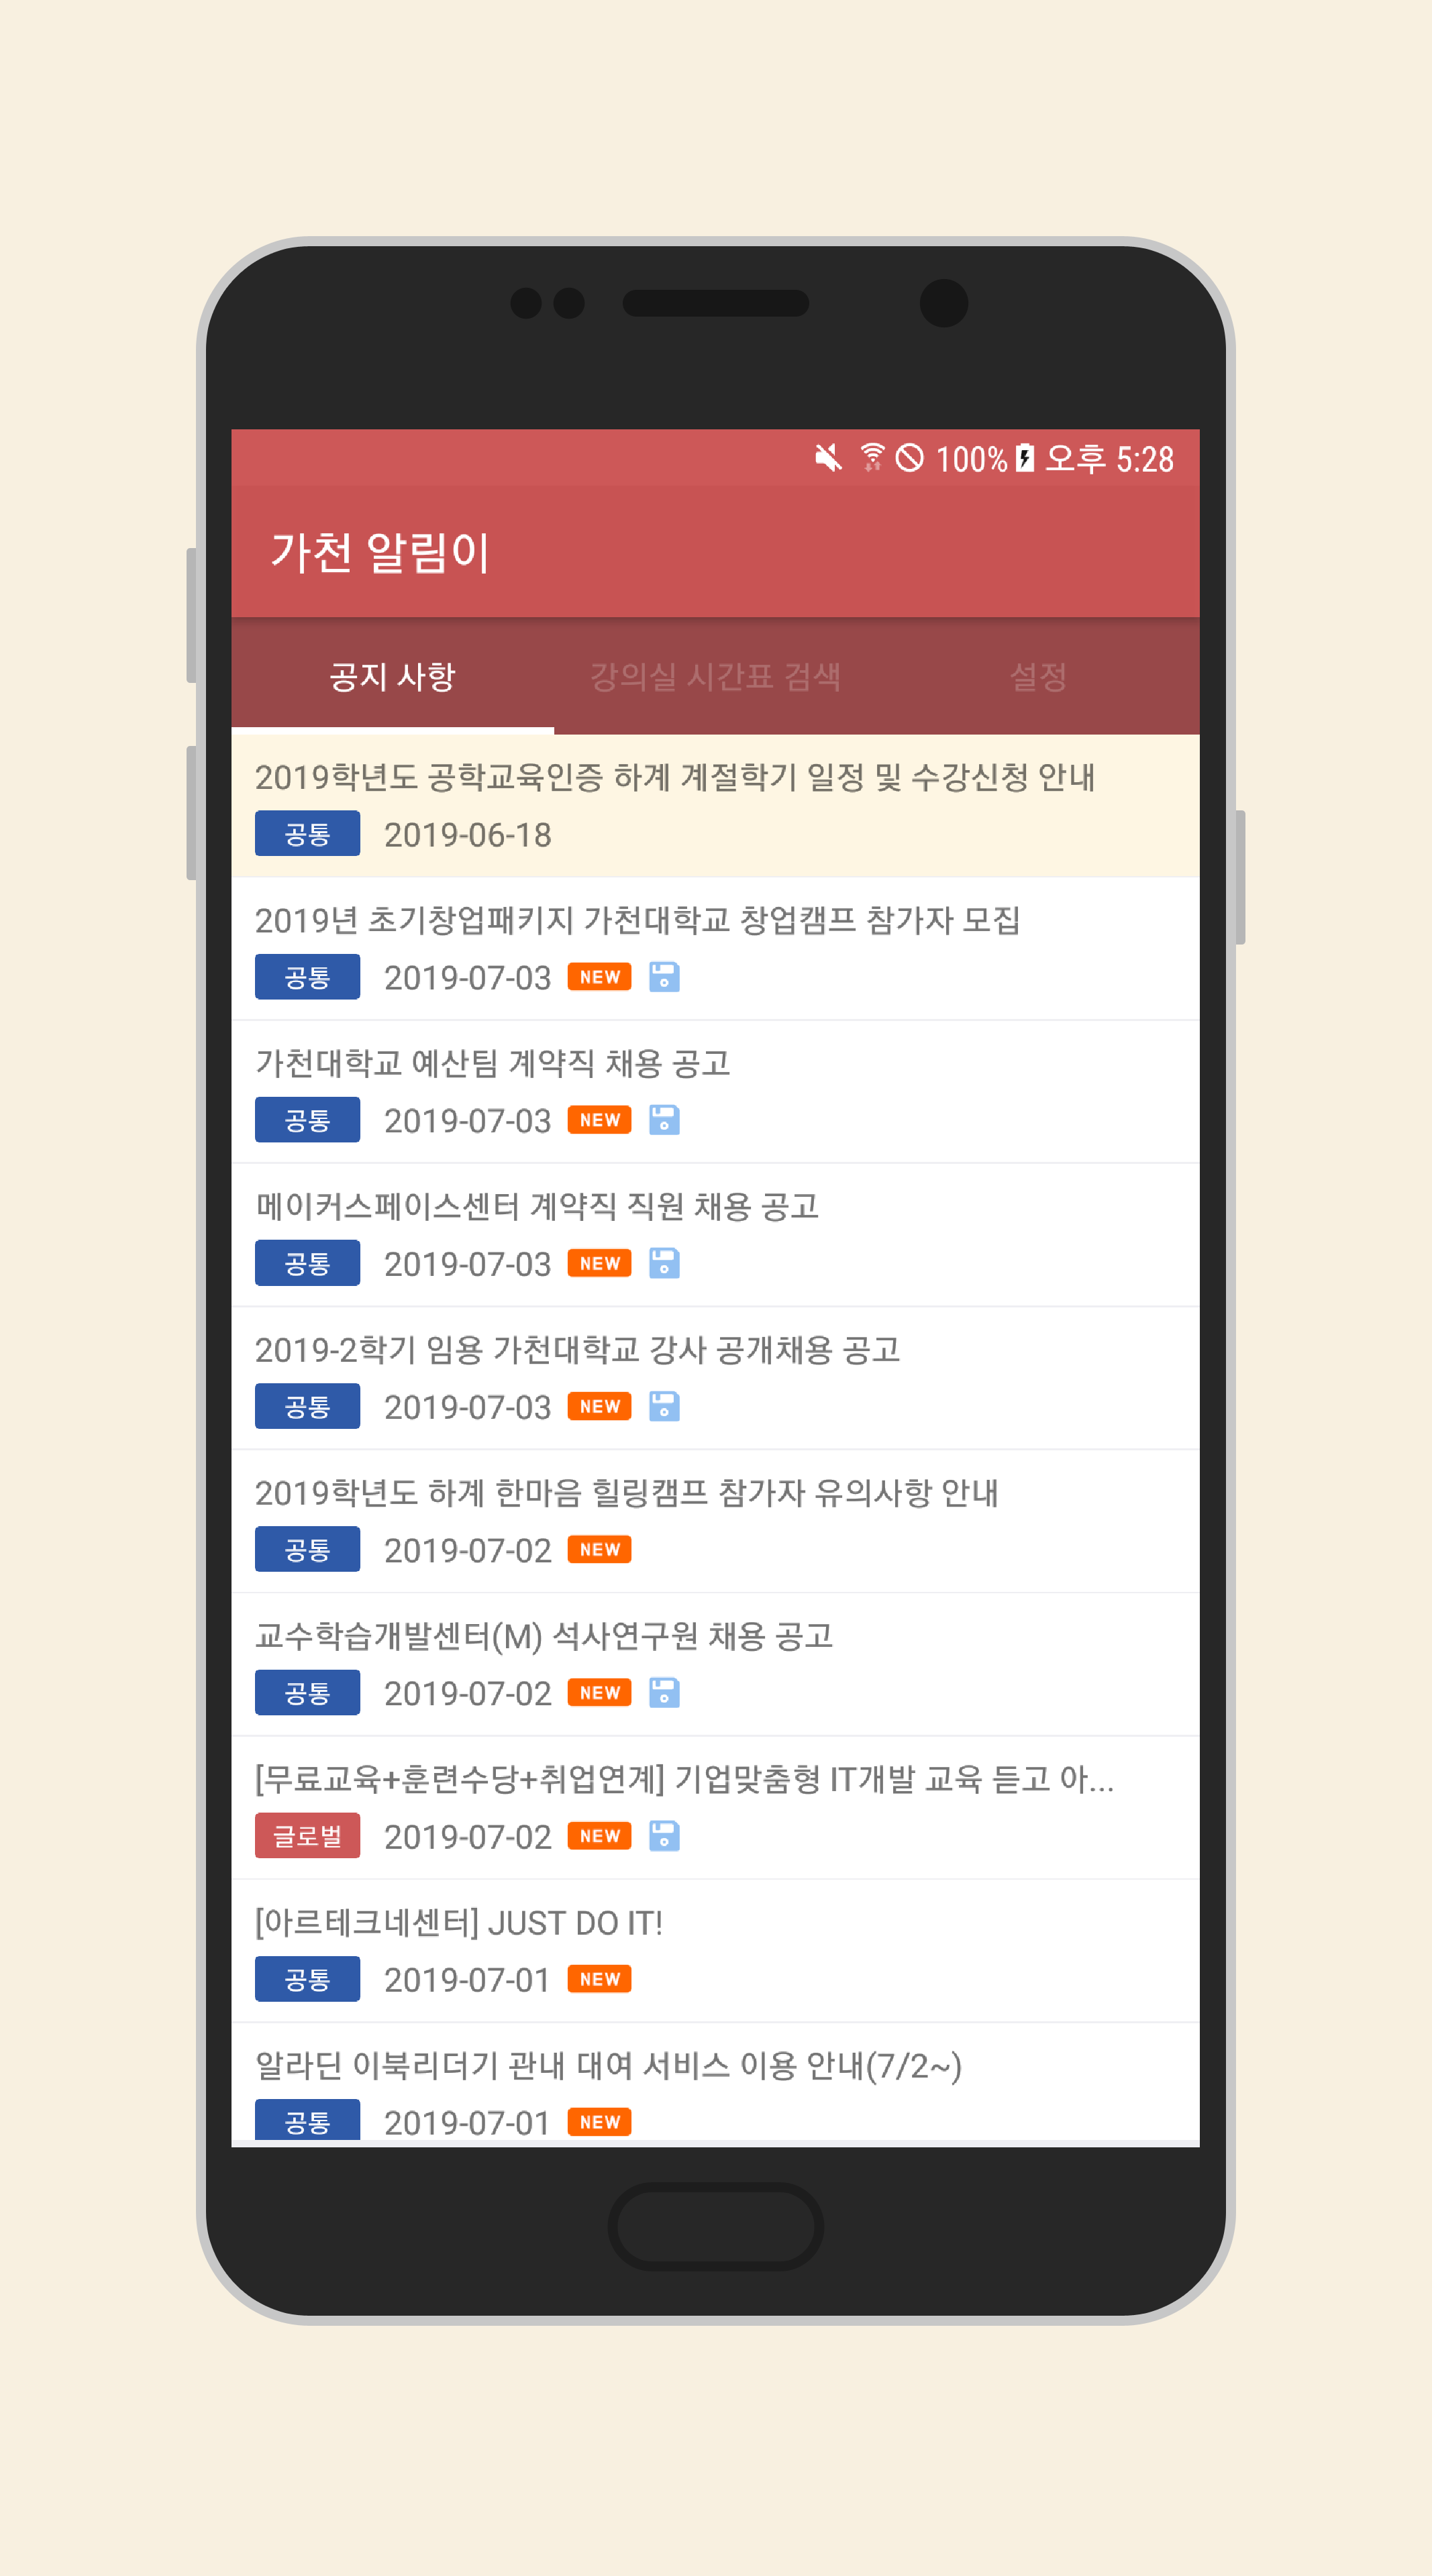 100% 오후 5:28
가천 알림이
공지 사항 강의실 시간표 검색 설정
2019학년도 공학교육인증 하계 계절학기 일정 및 수강신청 안내
공통 2019-06-18
2019년 초기창업패키지 가천대학교 창업캠프 참가자 모집
공통 2019-07-03 NEW
가천대학교 예산팀 계약직 채용 공고
공통 2019-07-03 NEW
메이커스페이스센터 계약직 직원 채용 공고
공통 2019-07-03 NEW
2019-2학기 임용 가천대학교 강사 공개채용 공고
공통 2019-07-03 NEW
2019학년도 하계 한마음 힐링캠프 참가자 유의사항 안내
공통 2019-07-02 NEW
교수학습개발센터(M) 석사연구원 채용 공고
공통 2019-07-02 NEW
[무료교육+훈련수당+취업연계] 기업맞춤형 IT개발 교육 듣고 아...
글로벌 2019-07-02 NEW
[아르테크네센터] JUST DO IT!
공통 2019-07-01 NEW
알라딘 이북리더기 관내 대여 서비스 이용 안내(7/2~)
공통 2019-07-01 NEW